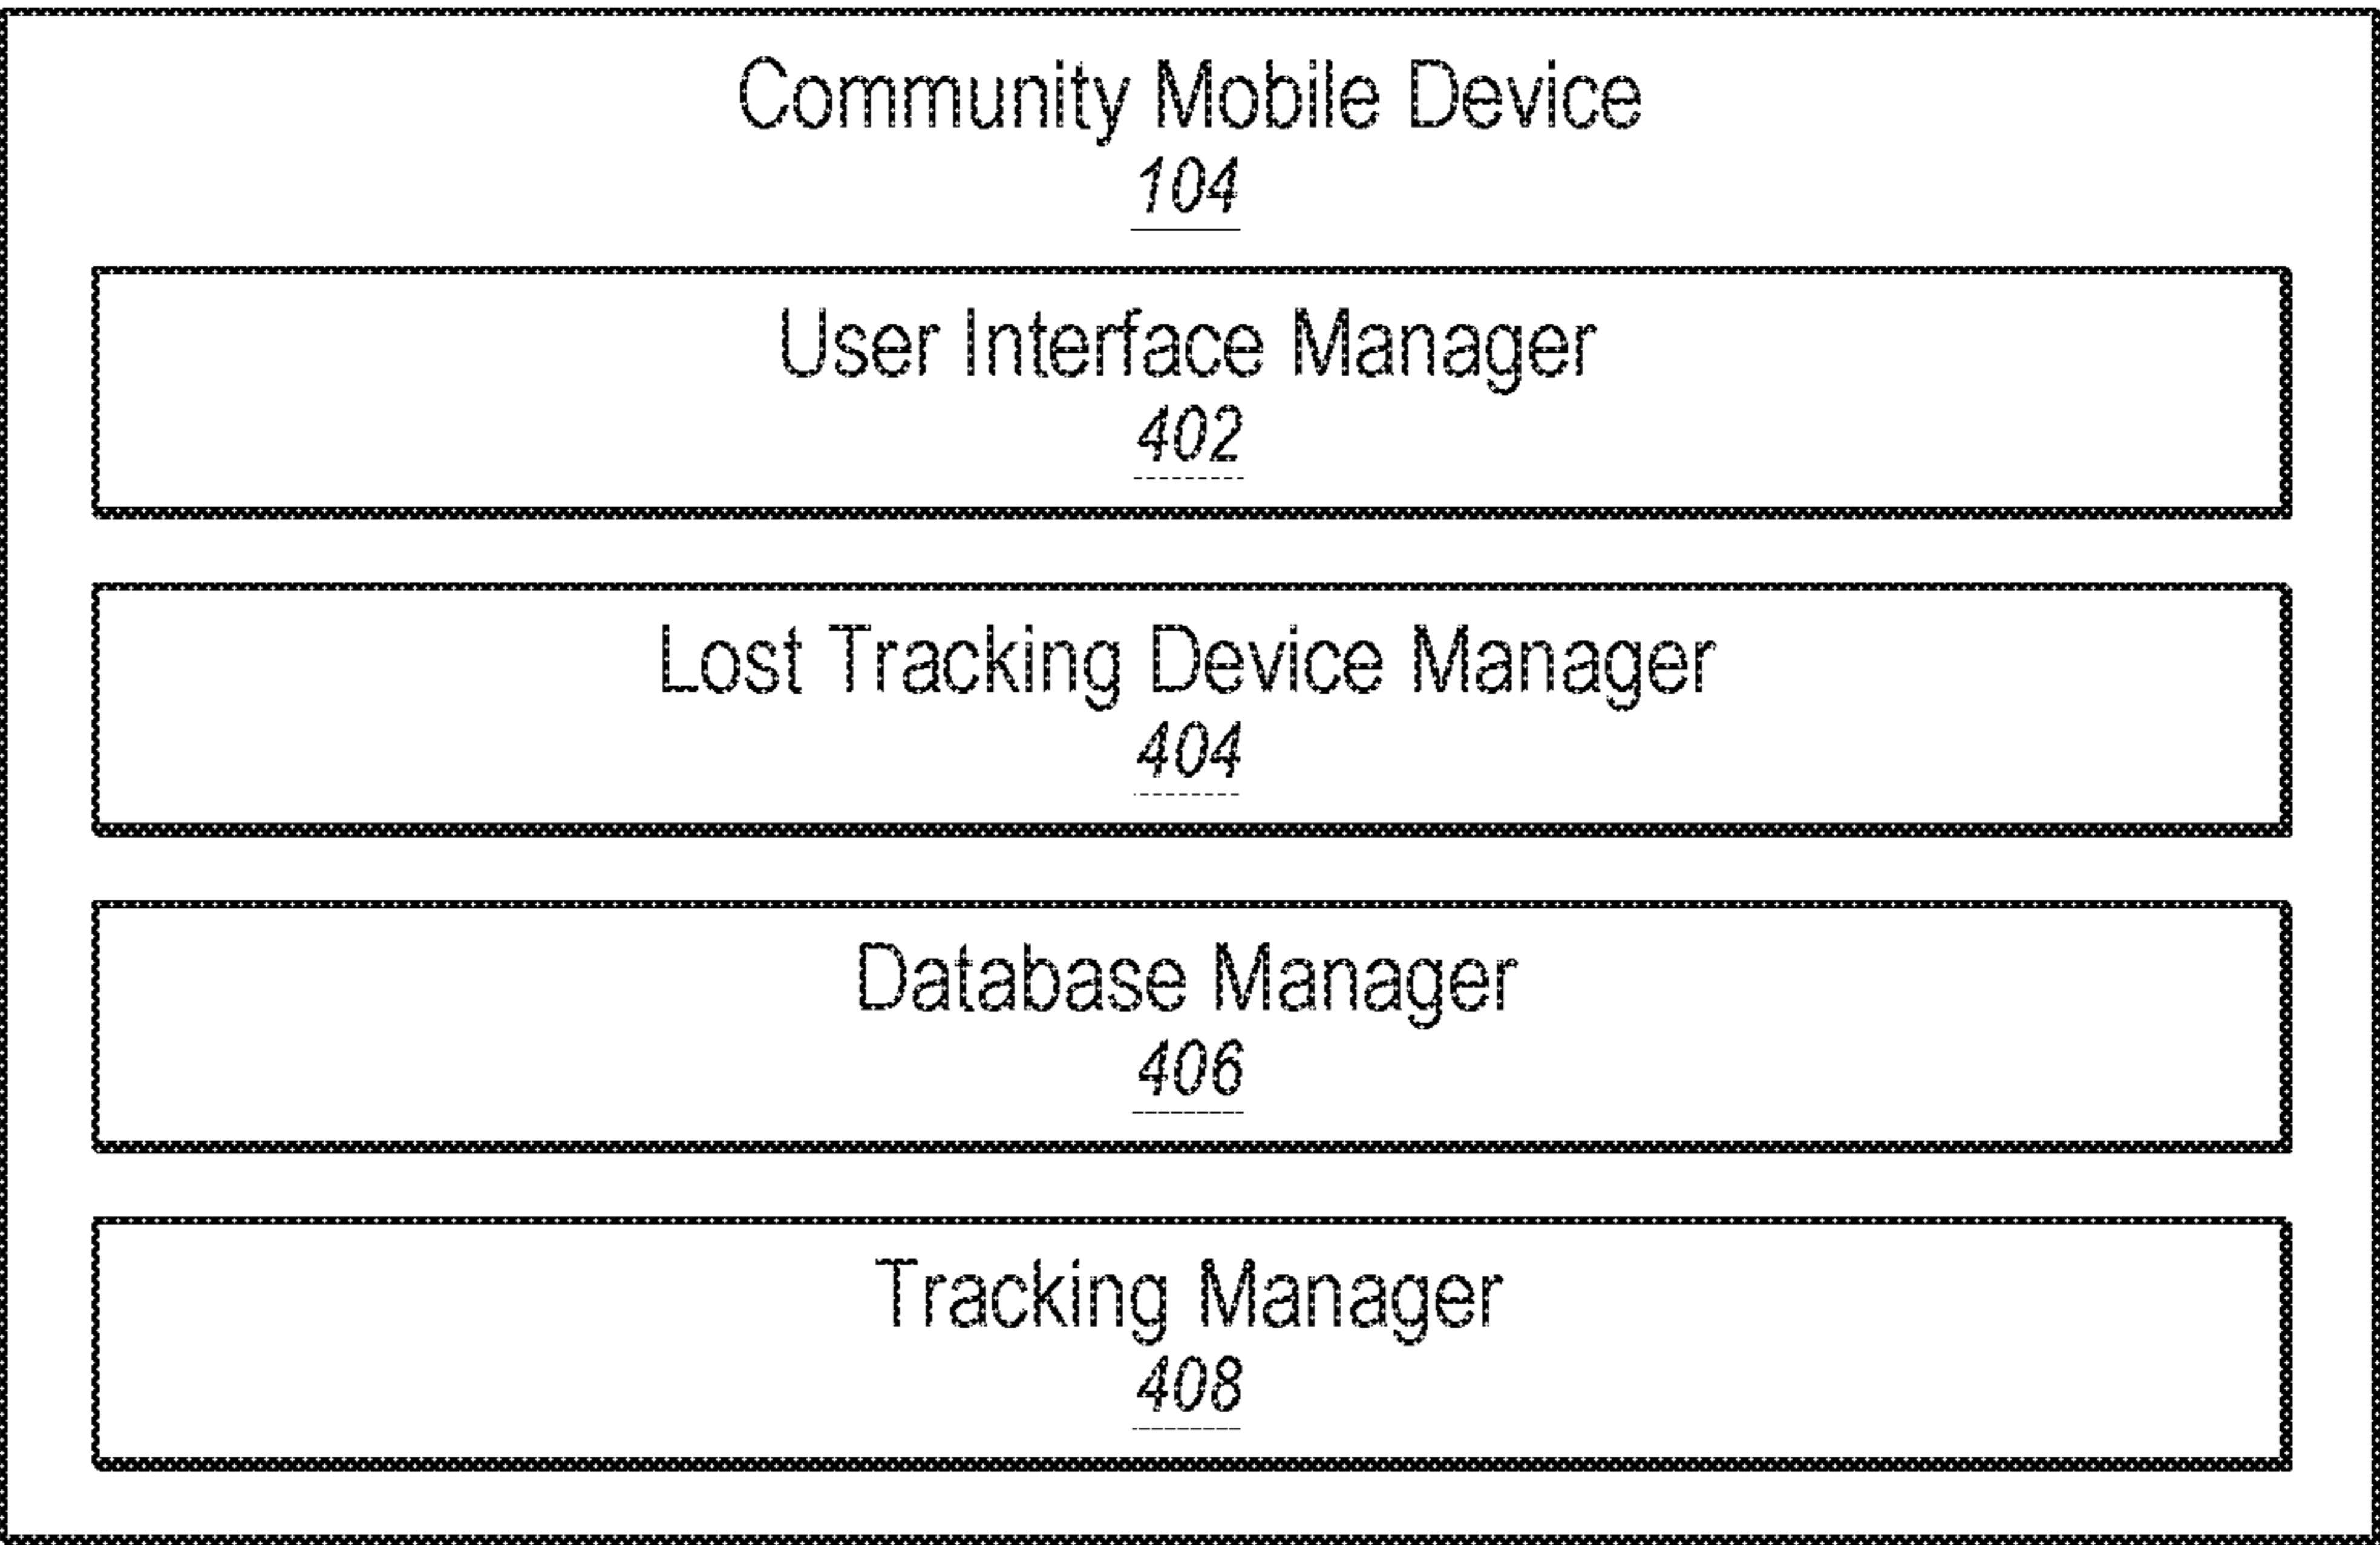 Community Mobile Device
104
User Interface Manager
402
Lost Tracking Device Manager
404
Database Manager
406
Tracking Manager
408